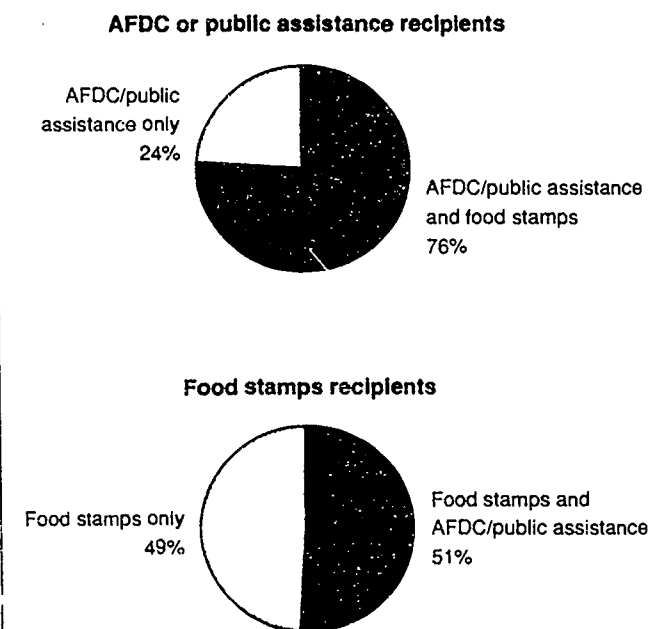 AFDC or public assistance recipients
AFDC/public
assistance only
24%
AFDC/public assistance
and food stamps
76%
Food stamps recipients
Food stamps only
49%
Food stamps and
AFDC/public assistance
51%